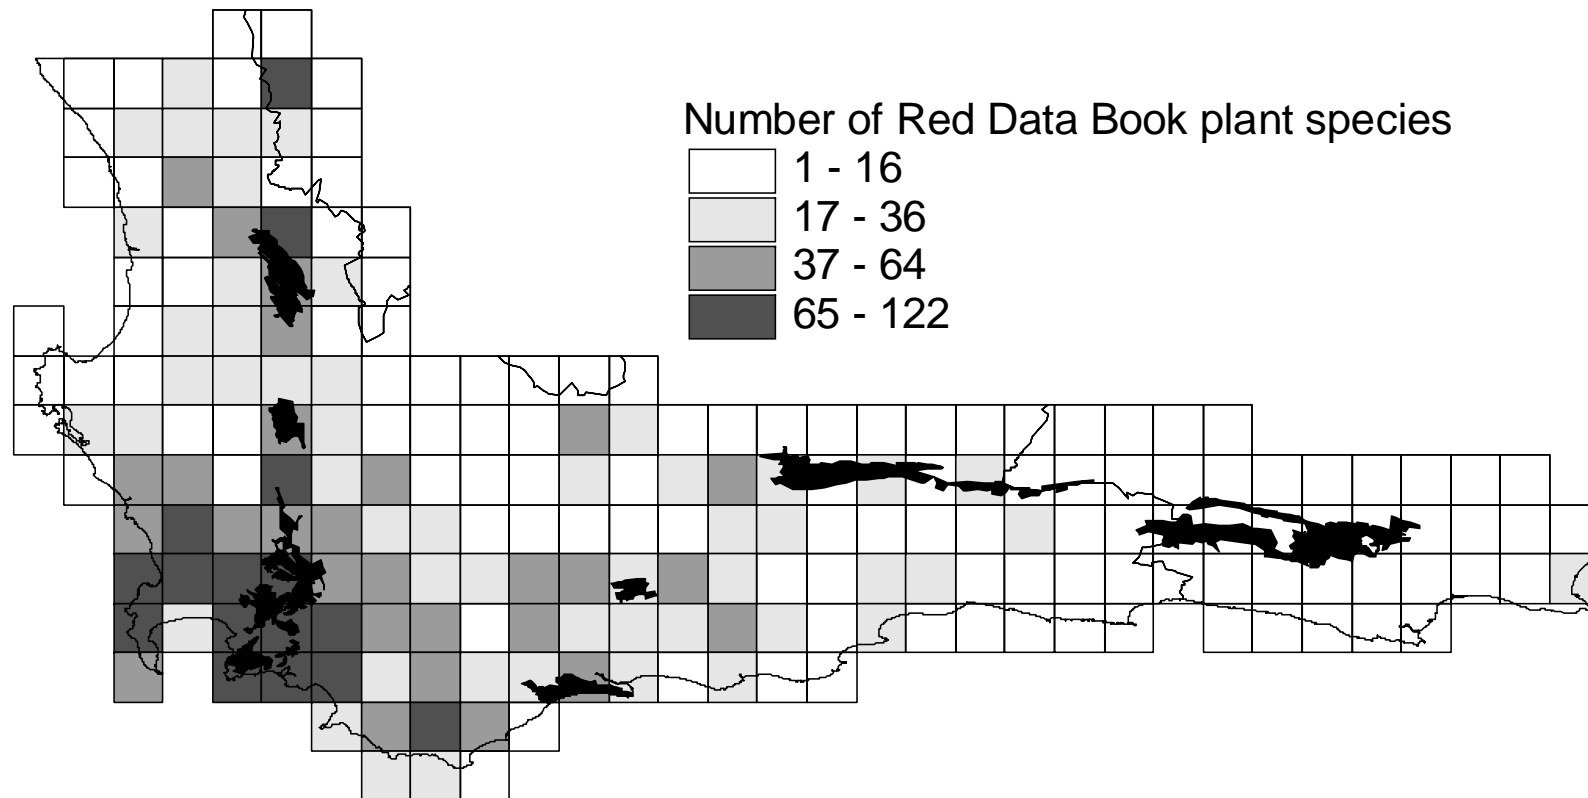 Number of Red Data Book plant species
1 - 16
17 - 36
37 - 64
65 - 122